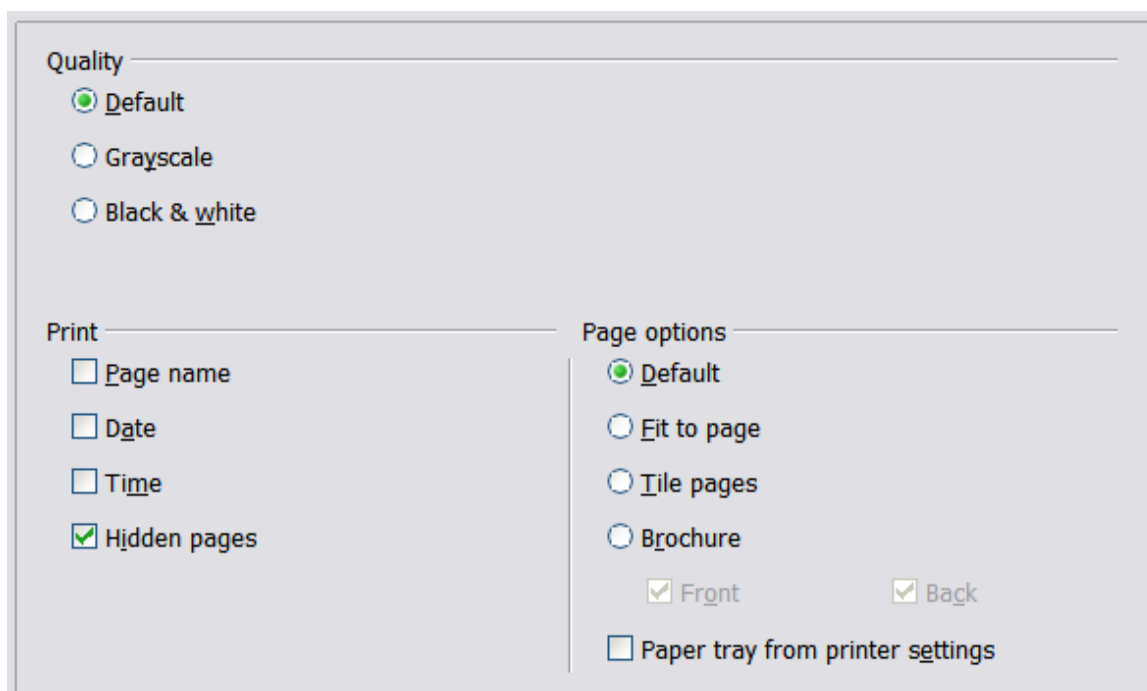 Quality
Default
Grayscale
Black & white
Print
Page name
Date
Time
Hidden pages
Page options
Default
Fit to page
Tile pages
Brochure
Front Back
Paper tray from printer settings